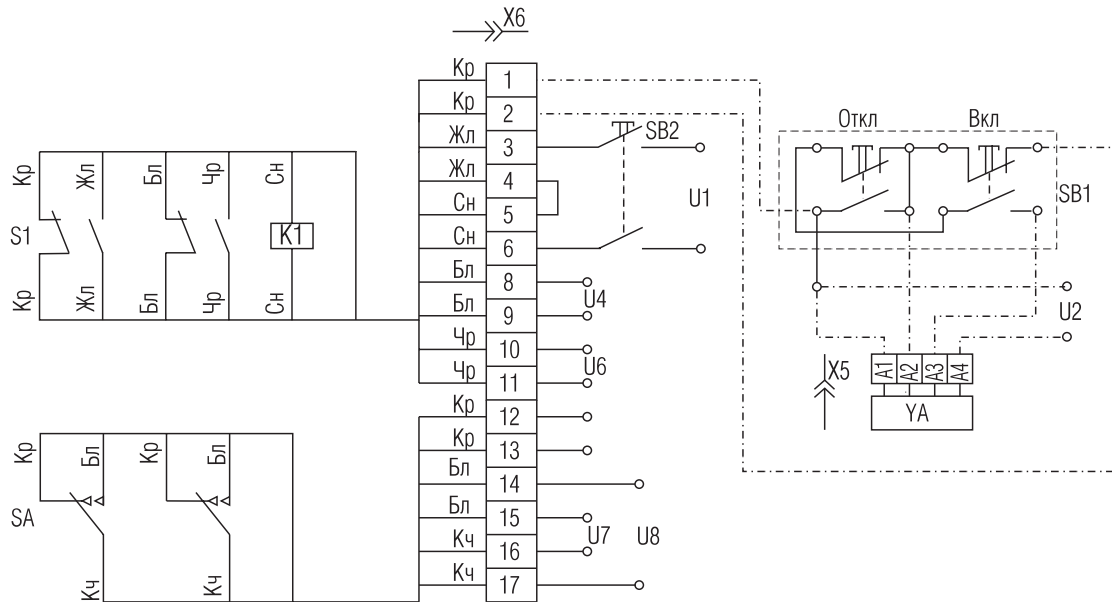 X6
Кр 1
Кр 2
Жл 3
Жл 4
Сн 5
Сн 6
Бл 8
Бл 9
Чр 10
Чр 11
Кр 12
Кр 13
Бл 14
Бл 15
Кч 16
Кч 17
Кр Жл Бл Чр Сн
S1 K1
Кр Жл Бл Чр Сн
Кр Бл Кр Бл
SA
Кч Кч
SB2
U1
U4
U6
U7 U8
Откл Вкл
SB1
U2
X5 A1 A2 A3 A4
YA